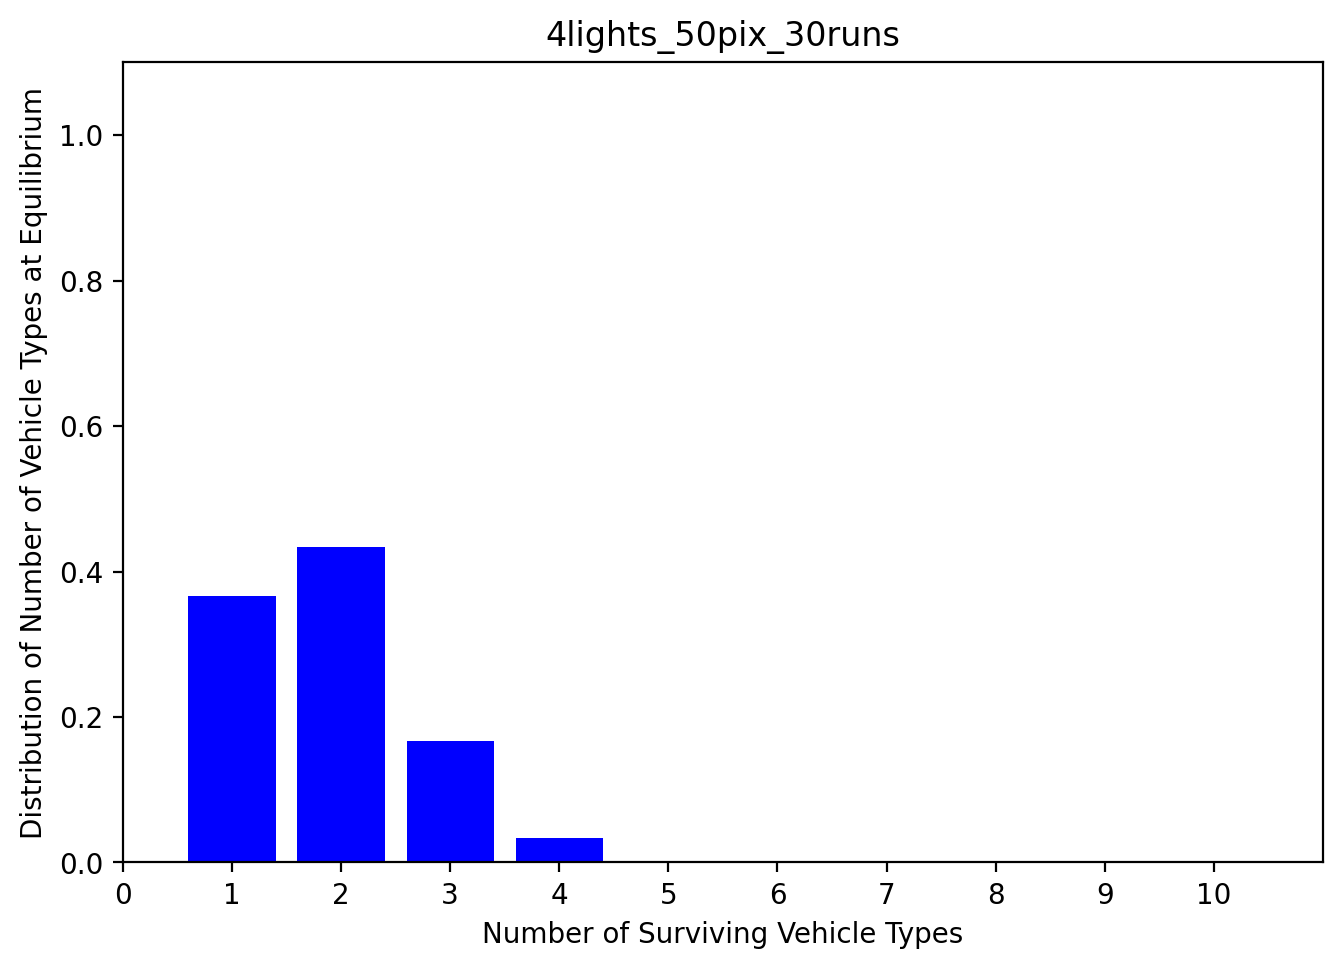 4lights_50pix_30runs
Distribution of Number of Vehicle Types at Equilibrium
1.0
0.8
0.6
0.4
0.2
0.0
0 1 2 3 4 5 6 7 8 9 10
Number of Surviving Vehicle Types